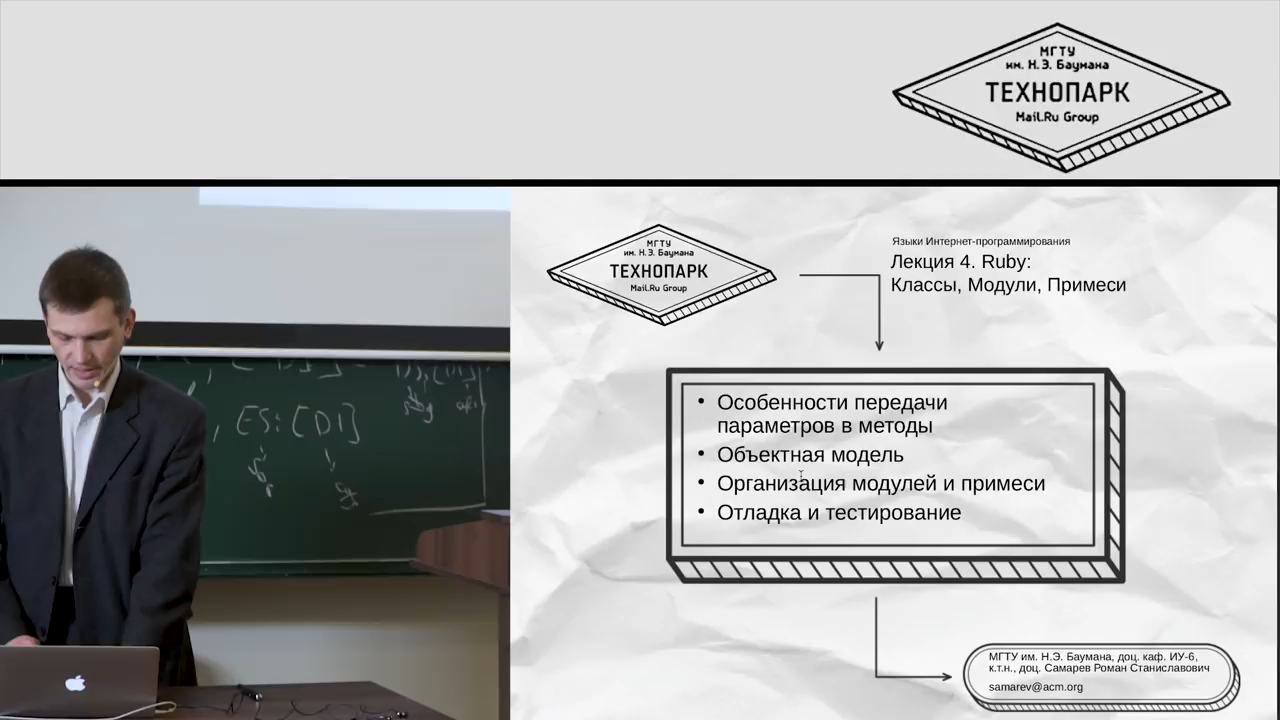 МГТУ
им. Н.Э. Баумана
ТЕХНОПАРК
Mail.Ru Group
МГТУ
им. Н.Э. Баумана
ТЕХНОПАРК
Mail.Ru Group
Языки Интернет-программирования
Лекция 4. Ruby:
Классы, Модули, Примеси
• Особенности передачи
параметров в методы
• Объектная модель
• Организация модулей и примеси
• Отладка и тестирование
МГТУ им. Н.Э. Баумана, доц. каф. ИУ-6,
к.т.н., доц. Самарев Роман Станиславович
samarev@acm.org